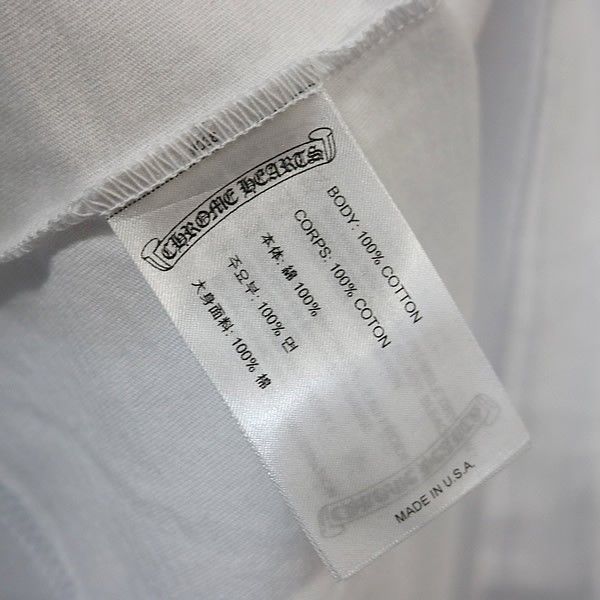 CHROME HEARTS
BODY: 100% COTTON
CORPS: 100% COTON
本体: 綿 100%
주요부: 100% 면
大身面料: 100% 棉
MADE IN U.S.A.